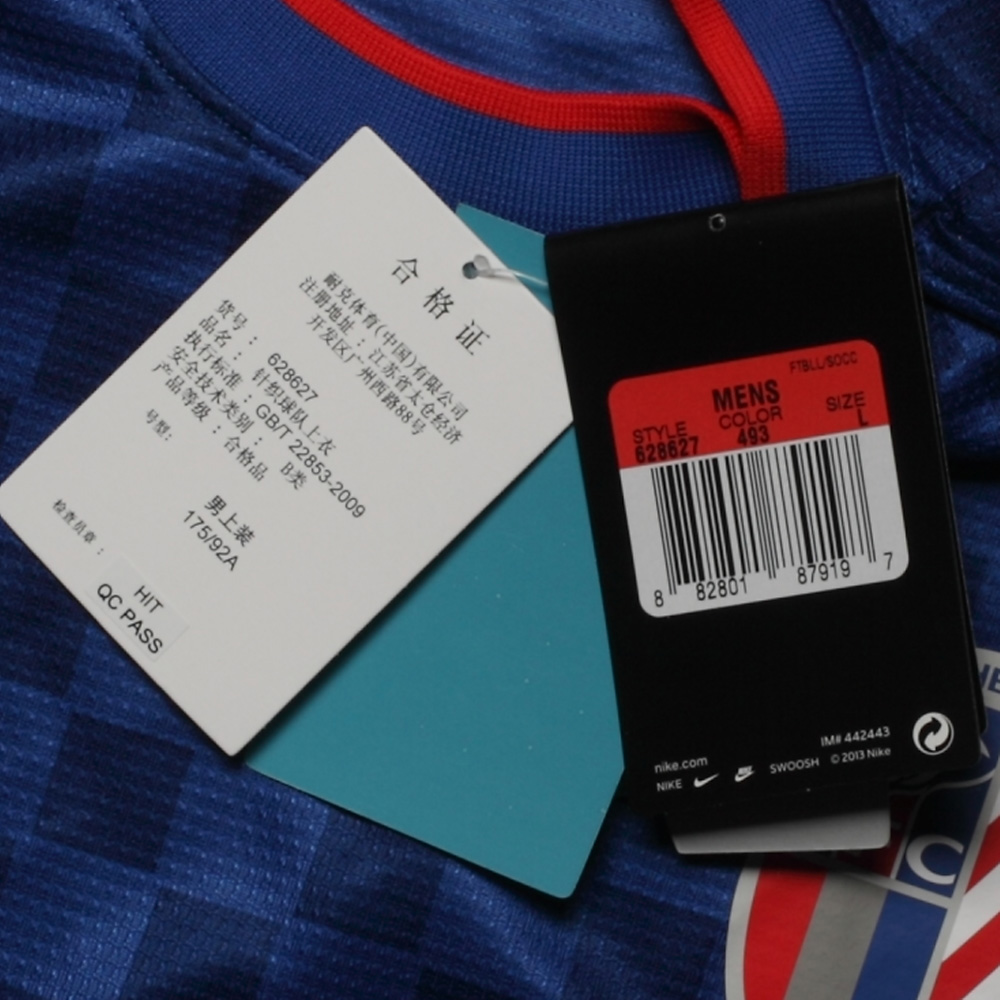 合格证
耐克体育(中国)有限公司
注册地址：江苏省太仓经济
开发区广州西路88号
货号： 628627
品名： 针织球队上衣
执行标准： GB/T 22853-2009
安全技术类别： B类
产品等级：合格品
号型：
男上装
175/92A
检查员章：
HIT
QC PASS
FTBLL/SOCC
MENS
STYLE COLOR SIZE
628627 493 L
8 82801 87919 7
IM# 442443
nike.com © 2013 Nike
NIKE SWOOSH
C